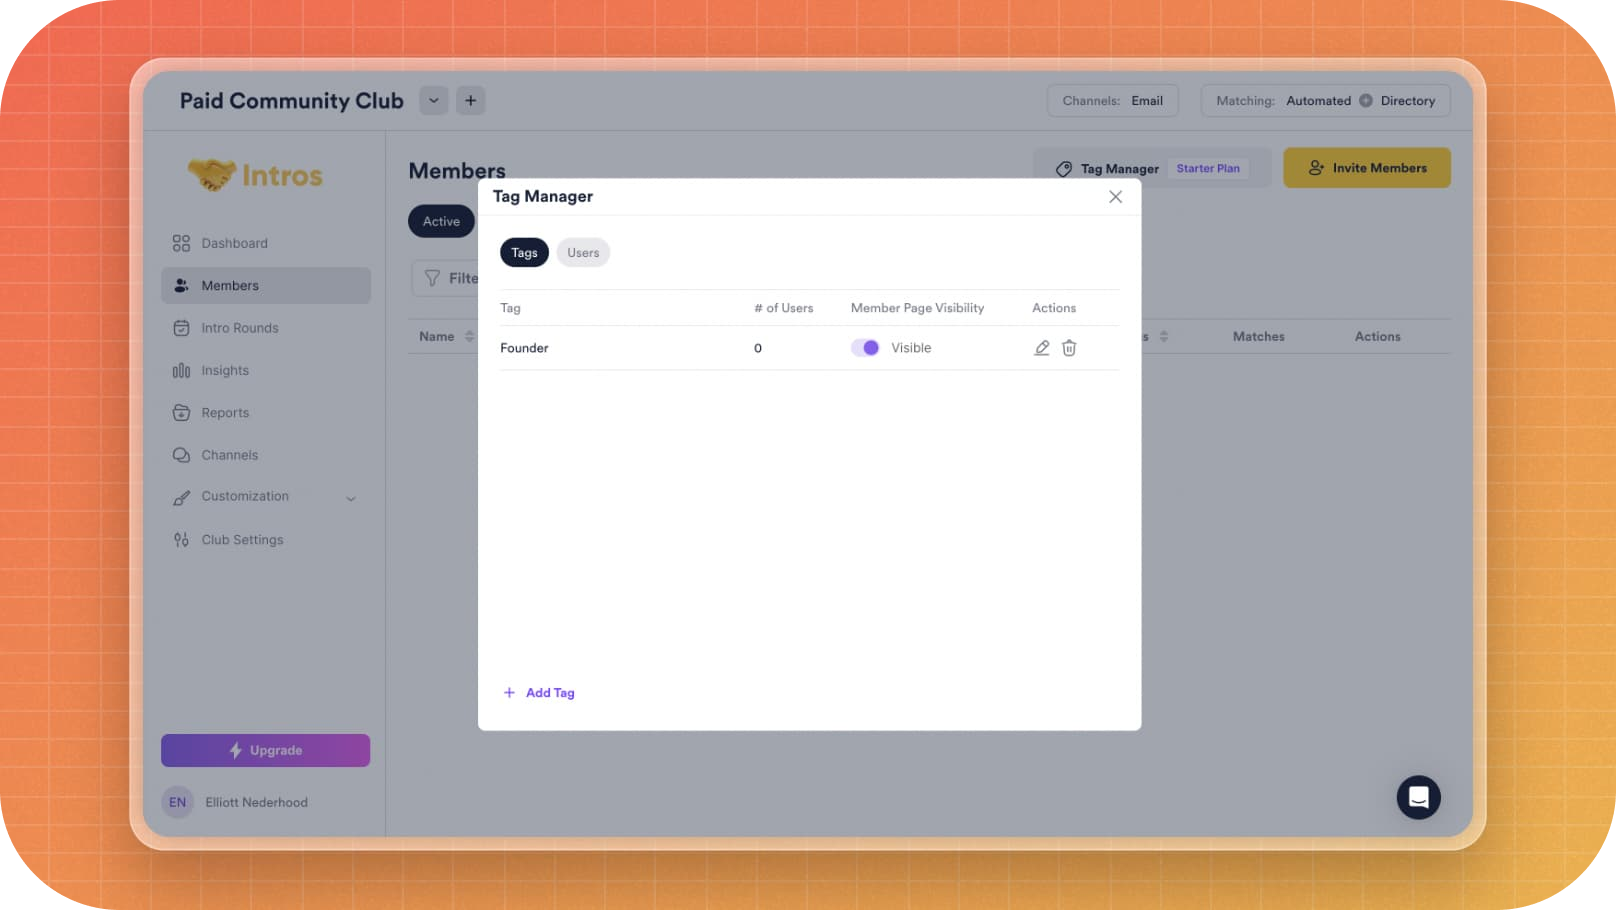 Paid Community Club
Channels: Email
Matching: Automated Directory
Intros
Members
Tag Manager Starter Plan
Invite Members
Tag Manager
Active
Tags Users
Dashboard
Members
Intro Rounds
Insights
Reports
Channels
Customization
Club Settings
Filte
Name
s
Matches
Actions
Tag
# of Users
Member Page Visibility
Actions
Founder
0
Visible
Add Tag
Upgrade
EN
Elliott Nederhood